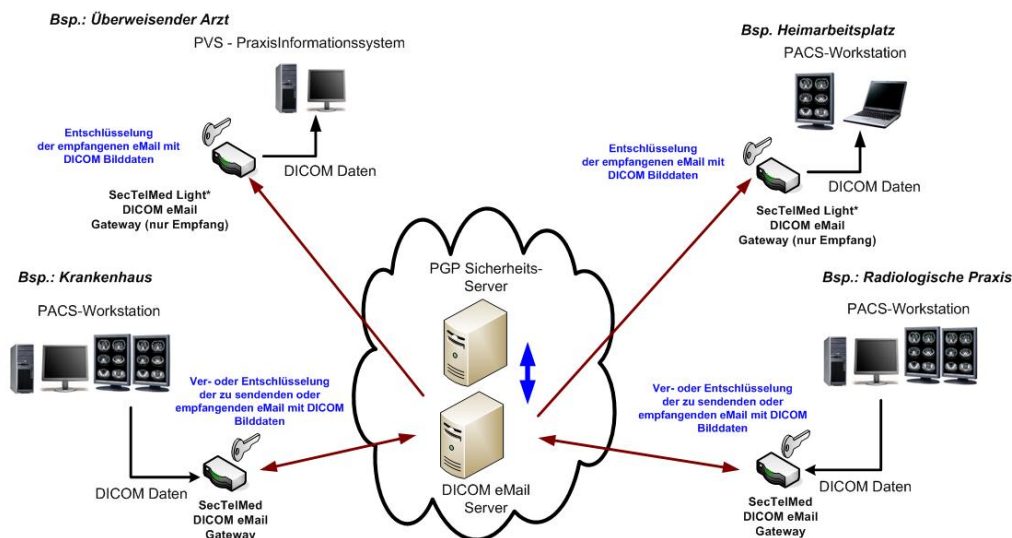 Bsp.: Überweisender Arzt
PVS - PraxisInformationssystem
Entschlüsselung
der empfangenen eMail mit
DICOM Bilddaten
DICOM Daten
SecTelMed Light*
DICOM eMail
Gateway (nur Empfang)
Bsp. Heimarbeitsplatz
PACS-Workstation
Entschlüsselung
der empfangenen eMail mit
DICOM Bilddaten
DICOM Daten
SecTelMed Light*
DICOM eMail
Gateway (nur Empfang)
Bsp.: Krankenhaus
PACS-Workstation
Ver- oder Entschlüsselung
der zu sendenden oder
empfangenden eMail mit DICOM
Bilddaten
DICOM Daten
SecTelMed
DICOM eMail
Gateway
PGP Sicherheits-
Server
DICOM eMail
Server
Bsp.: Radiologische Praxis
PACS-Workstation
Ver- oder Entschlüsselung
der zu sendenden oder
empfangenden eMail mit DICOM
Bilddaten
DICOM Daten
SecTelMed
DICOM eMail
Gateway